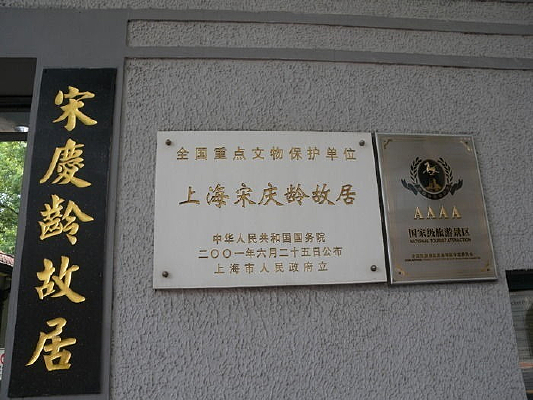 宋慶齡故居
全国重点文物保护单位
上海宋庆龄故居
中华人民共和国国务院
二〇〇一年六月二十五日公布
上海市人民政府立
AAAA
国家级旅游景区
NATIONAL TOURIST ATTRACTION